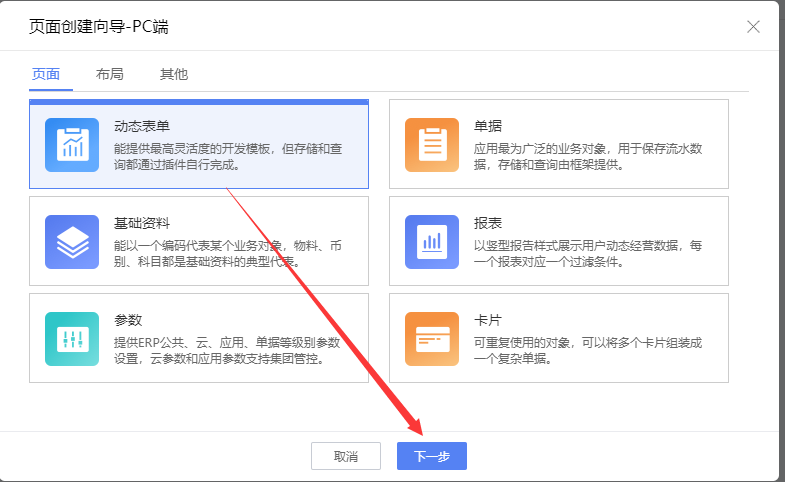 页面创建向导-PC端
页面 布局 其他
动态表单
能提供最高灵活度的开发模板，但存储和查
询都通过插件自行完成。
单据
应用最为广泛的业务对象，用于保存流水数
据，存储和查询由框架提供。
基础资料
能以一个编码代表某个业务对象，物料、币
别、科目都是基础资料的典型代表。
报表
以竖型报告样式展示用户动态经营数据，每
一个报表对应一个过滤条件。
参数
提供ERP公共、云、应用、单据等级别参数
设置，云参数和应用参数支持集团管控。
卡片
可重复使用的对象，可以将多个卡片组装成
一个复杂单据。
取消 下一步